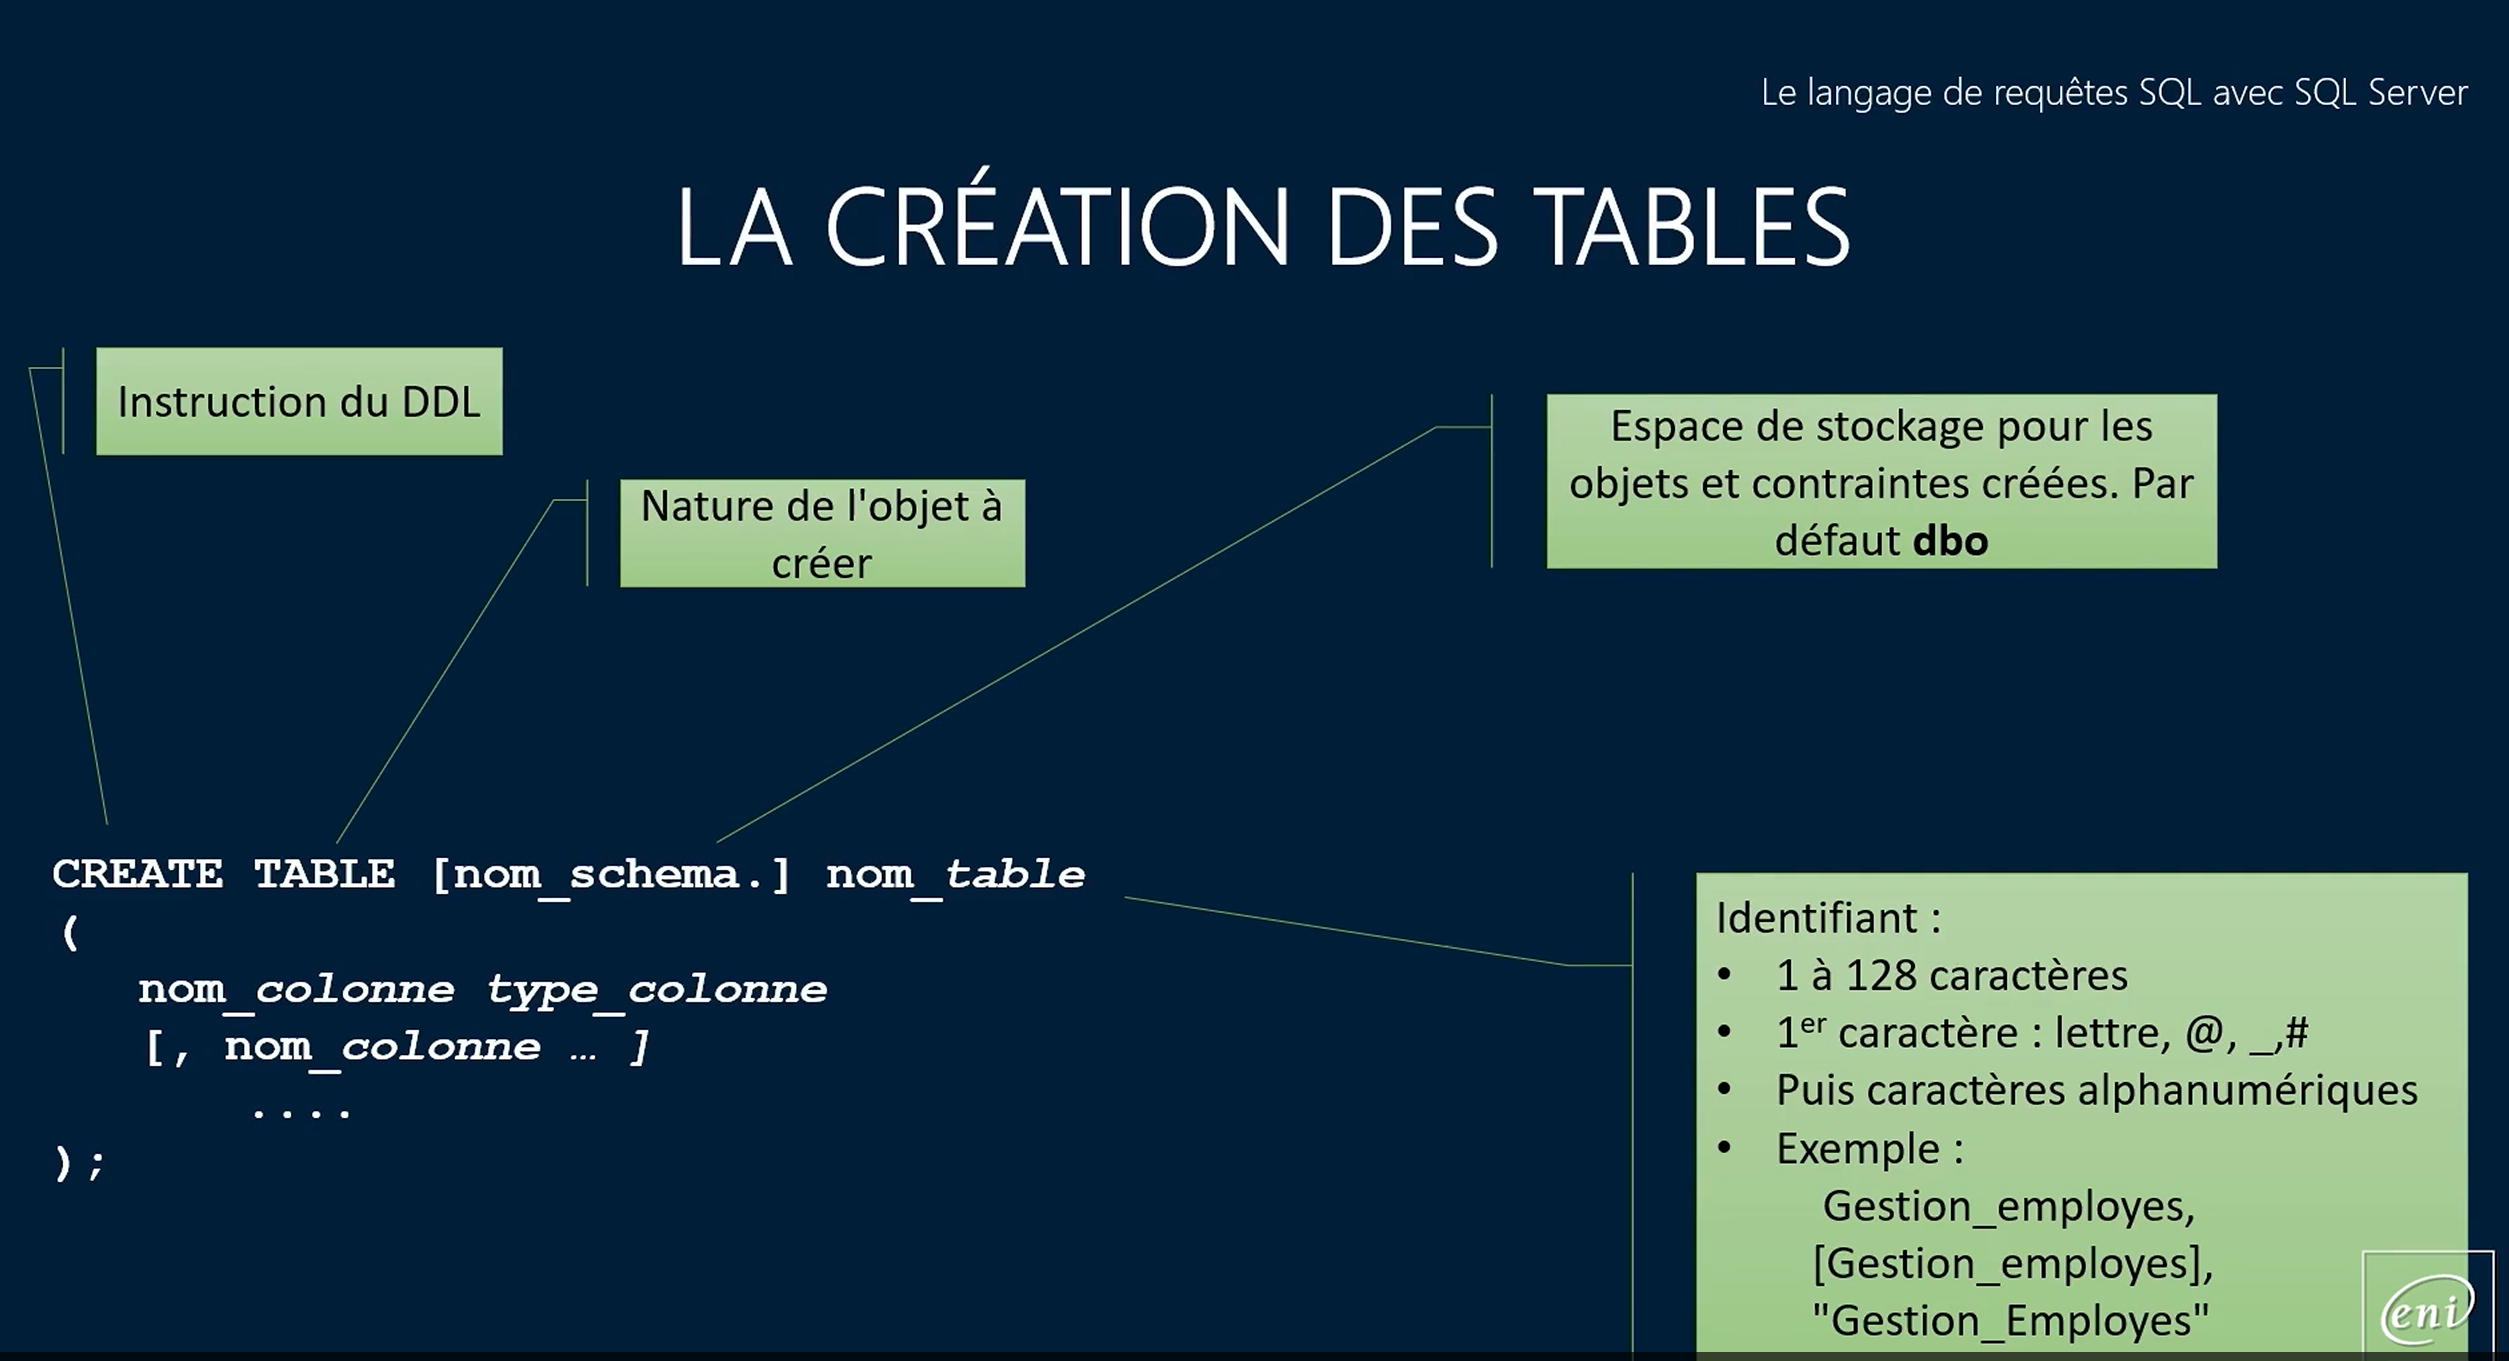 Le langage de requêtes SQL avec SQL Server
LA CRÉATION DES TABLES
Instruction du DDL
Nature de l'objet à
créer
Espace de stockage pour les
objets et contraintes créées. Par
défaut dbo
CREATE TABLE [nom_schema.] nom_table
(
nom_colonne type_colonne
[, nom_colonne … ]
....
);
Identifiant :
• 1 à 128 caractères
• 1er caractère : lettre, @, _,#
• Puis caractères alphanumériques
• Exemple :
Gestion_employes,
[Gestion_employes],
"Gestion_Employes"
eni